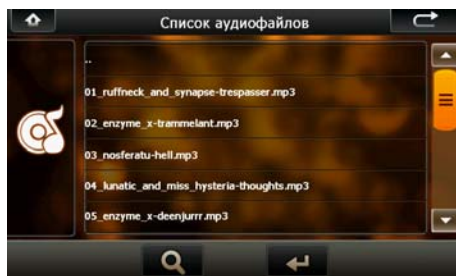 Список аудиофайлов
..
01_ruffneck_and_synapse-trespasser.mp3
02_enzyme_x-trammelant.mp3
03_nosferatu-hell.mp3
04_lunatic_and_miss_hysteria-thoughts.mp3
05_enzyme_x-deenjurrr.mp3